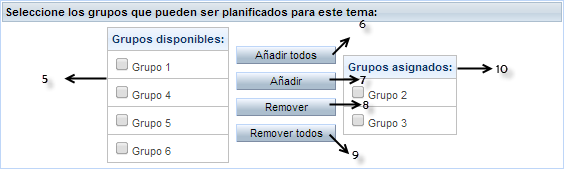 Seleccione los grupos que pueden ser planificados para este tema:
6
Grupos disponibles:
Añadir todos
5
Grupo 1
Grupos asignados:
10
Añadir
7
Grupo 4
Grupo 2
Remover
8
Grupo 5
Grupo 3
Remover todos
Grupo 6
9